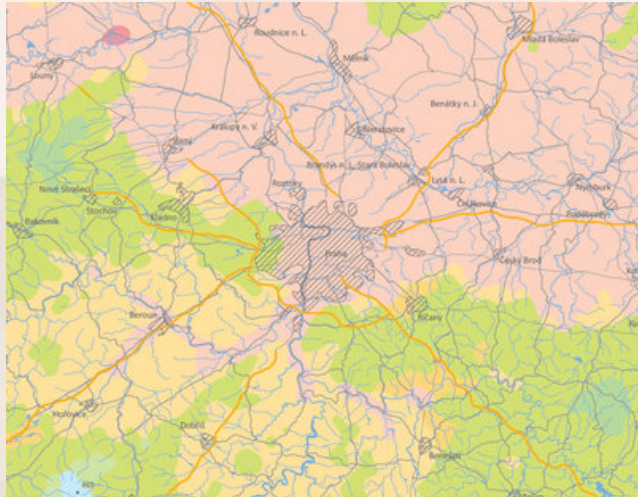 Roudnice n. L.
Mladá Boleslav
Mělník
Louny
Benátky n. J.
Kralupy n. V.
Neratovice
Slaný
Brandýs n. L.-Stará Boleslav
Roztoky
Lysá n. L.
Nové Strašecí
Nymburk
Stochov
Čelákovice
Poděbrady
Kladno
Rakovník
Praha
Český Brod
Beroun
Říčany
Hořovice
Dobříš
Benešov